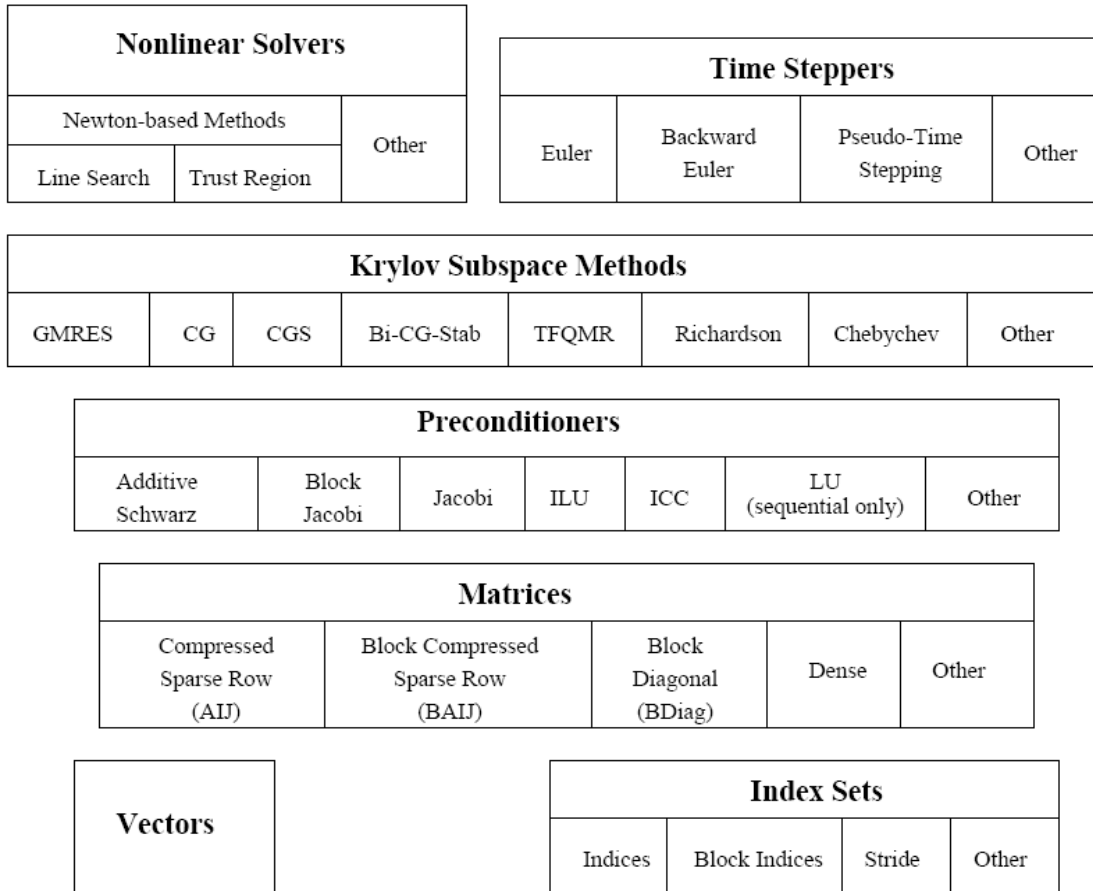 Nonlinear Solvers
Newton-based Methods
Line Search
Trust Region
Other
Time Steppers
Euler
Backward
Euler
Pseudo-Time
Stepping
Other
Krylov Subspace Methods
GMRES
CG
CGS
Bi-CG-Stab
TFQMR
Richardson
Chebychev
Other
Preconditioners
Additive
Schwarz
Block
Jacobi
Jacobi
ILU
ICC
LU
(sequential only)
Other
Matrices
Compressed
Sparse Row
(AIJ)
Block Compressed
Sparse Row
(BAIJ)
Block
Diagonal
(BDiag)
Dense
Other
Vectors
Index Sets
Indices
Block Indices
Stride
Other